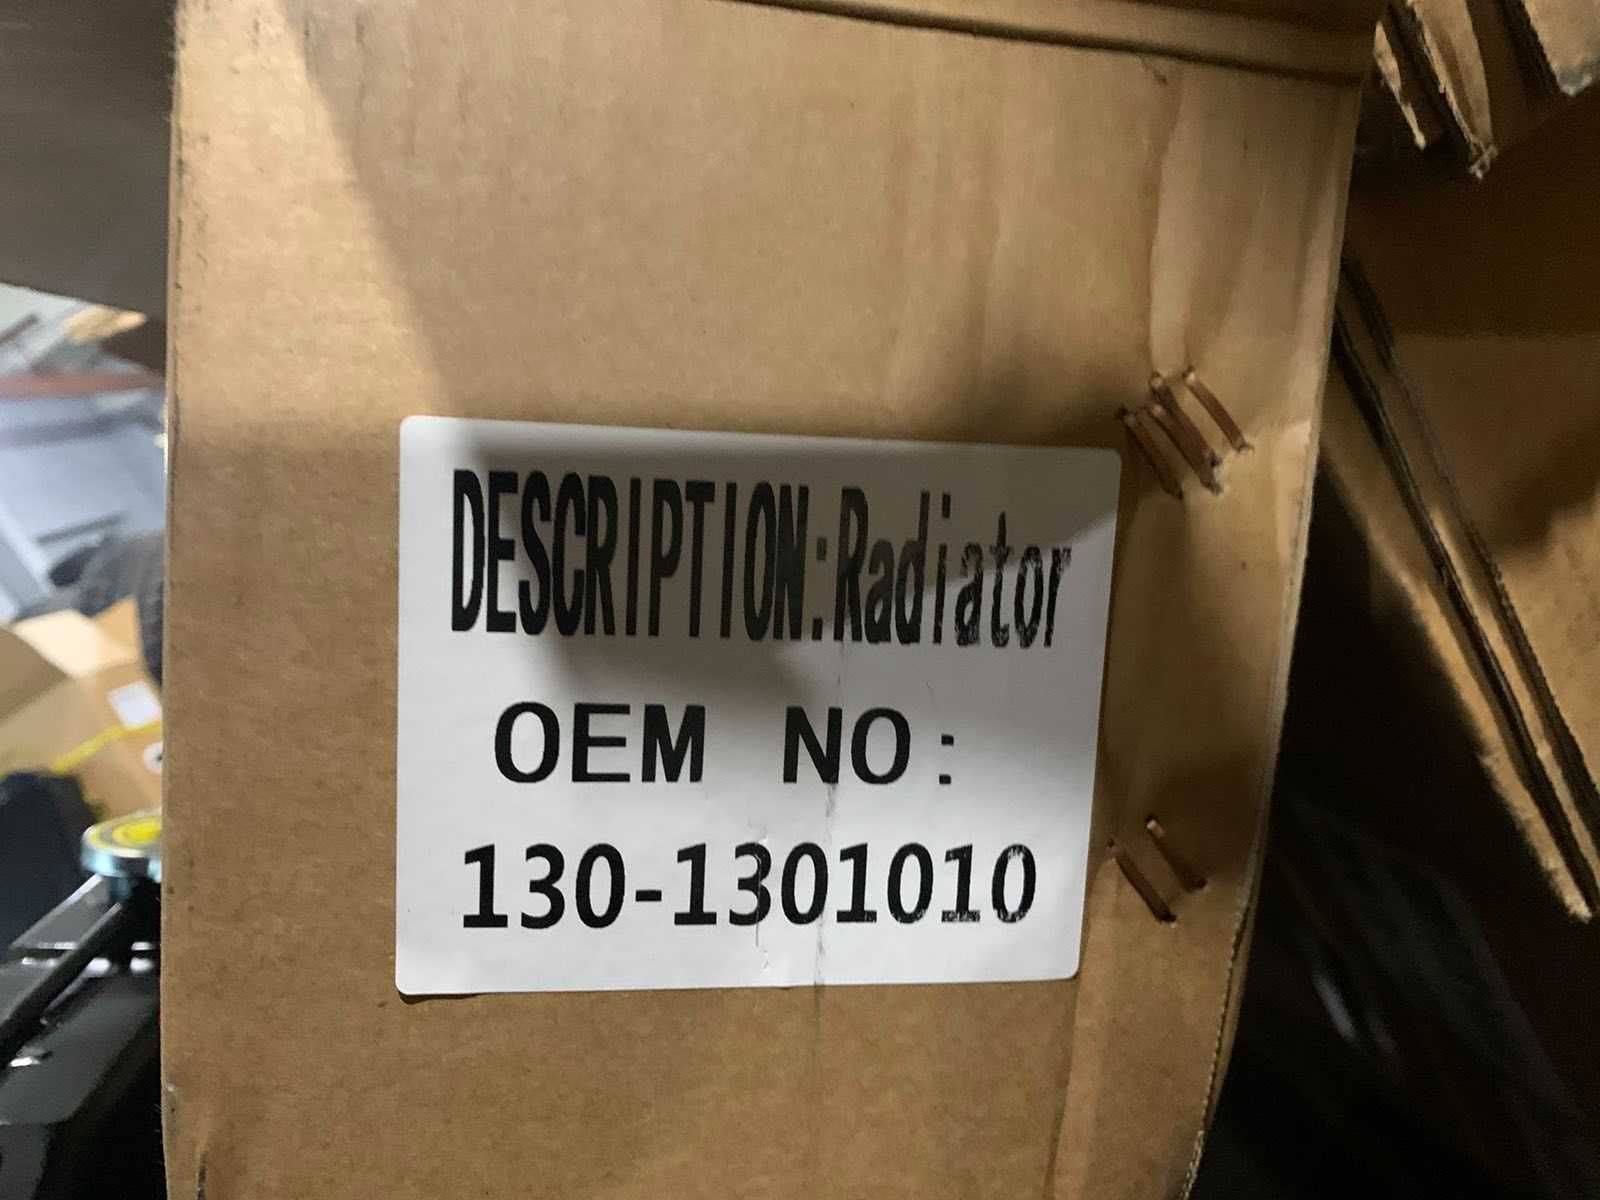 DESCRIPTION:Radiator
OEM NO:
130-1301010